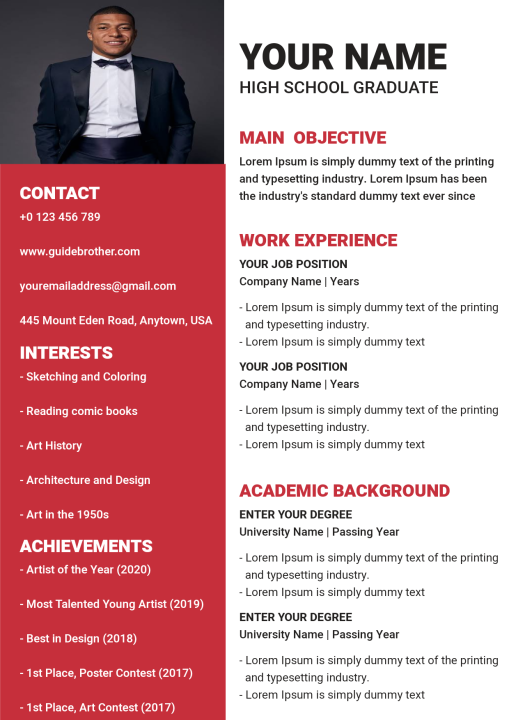 YOUR NAME
HIGH SCHOOL GRADUATE
CONTACT
+0 123 456 789
www.guidebrother.com
youremailaddress@gmail.com
445 Mount Eden Road, Anytown, USA
INTERESTS
- Sketching and Coloring
- Reading comic books
- Art History
- Architecture and Design
- Art in the 1950s
ACHIEVEMENTS
- Artist of the Year (2020)
- Most Talented Young Artist (2019)
- Best in Design (2018)
- 1st Place, Poster Contest (2017)
- 1st Place, Art Contest (2017)
MAIN OBJECTIVE
Lorem Ipsum is simply dummy text of the printing
and typesetting industry. Lorem Ipsum has been
the industry's standard dummy text ever since
WORK EXPERIENCE
YOUR JOB POSITION
Company Name | Years
- Lorem Ipsum is simply dummy text of the printing
and typesetting industry.
- Lorem Ipsum is simply dummy text
YOUR JOB POSITION
Company Name | Years
- Lorem Ipsum is simply dummy text of the printing
and typesetting industry.
- Lorem Ipsum is simply dummy text
ACADEMIC BACKGROUND
ENTER YOUR DEGREE
University Name | Passing Year
- Lorem Ipsum is simply dummy text of the printing
and typesetting industry.
- Lorem Ipsum is simply dummy text
ENTER YOUR DEGREE
University Name | Passing Year
- Lorem Ipsum is simply dummy text of the printing
and typesetting industry.
- Lorem Ipsum is simply dummy text